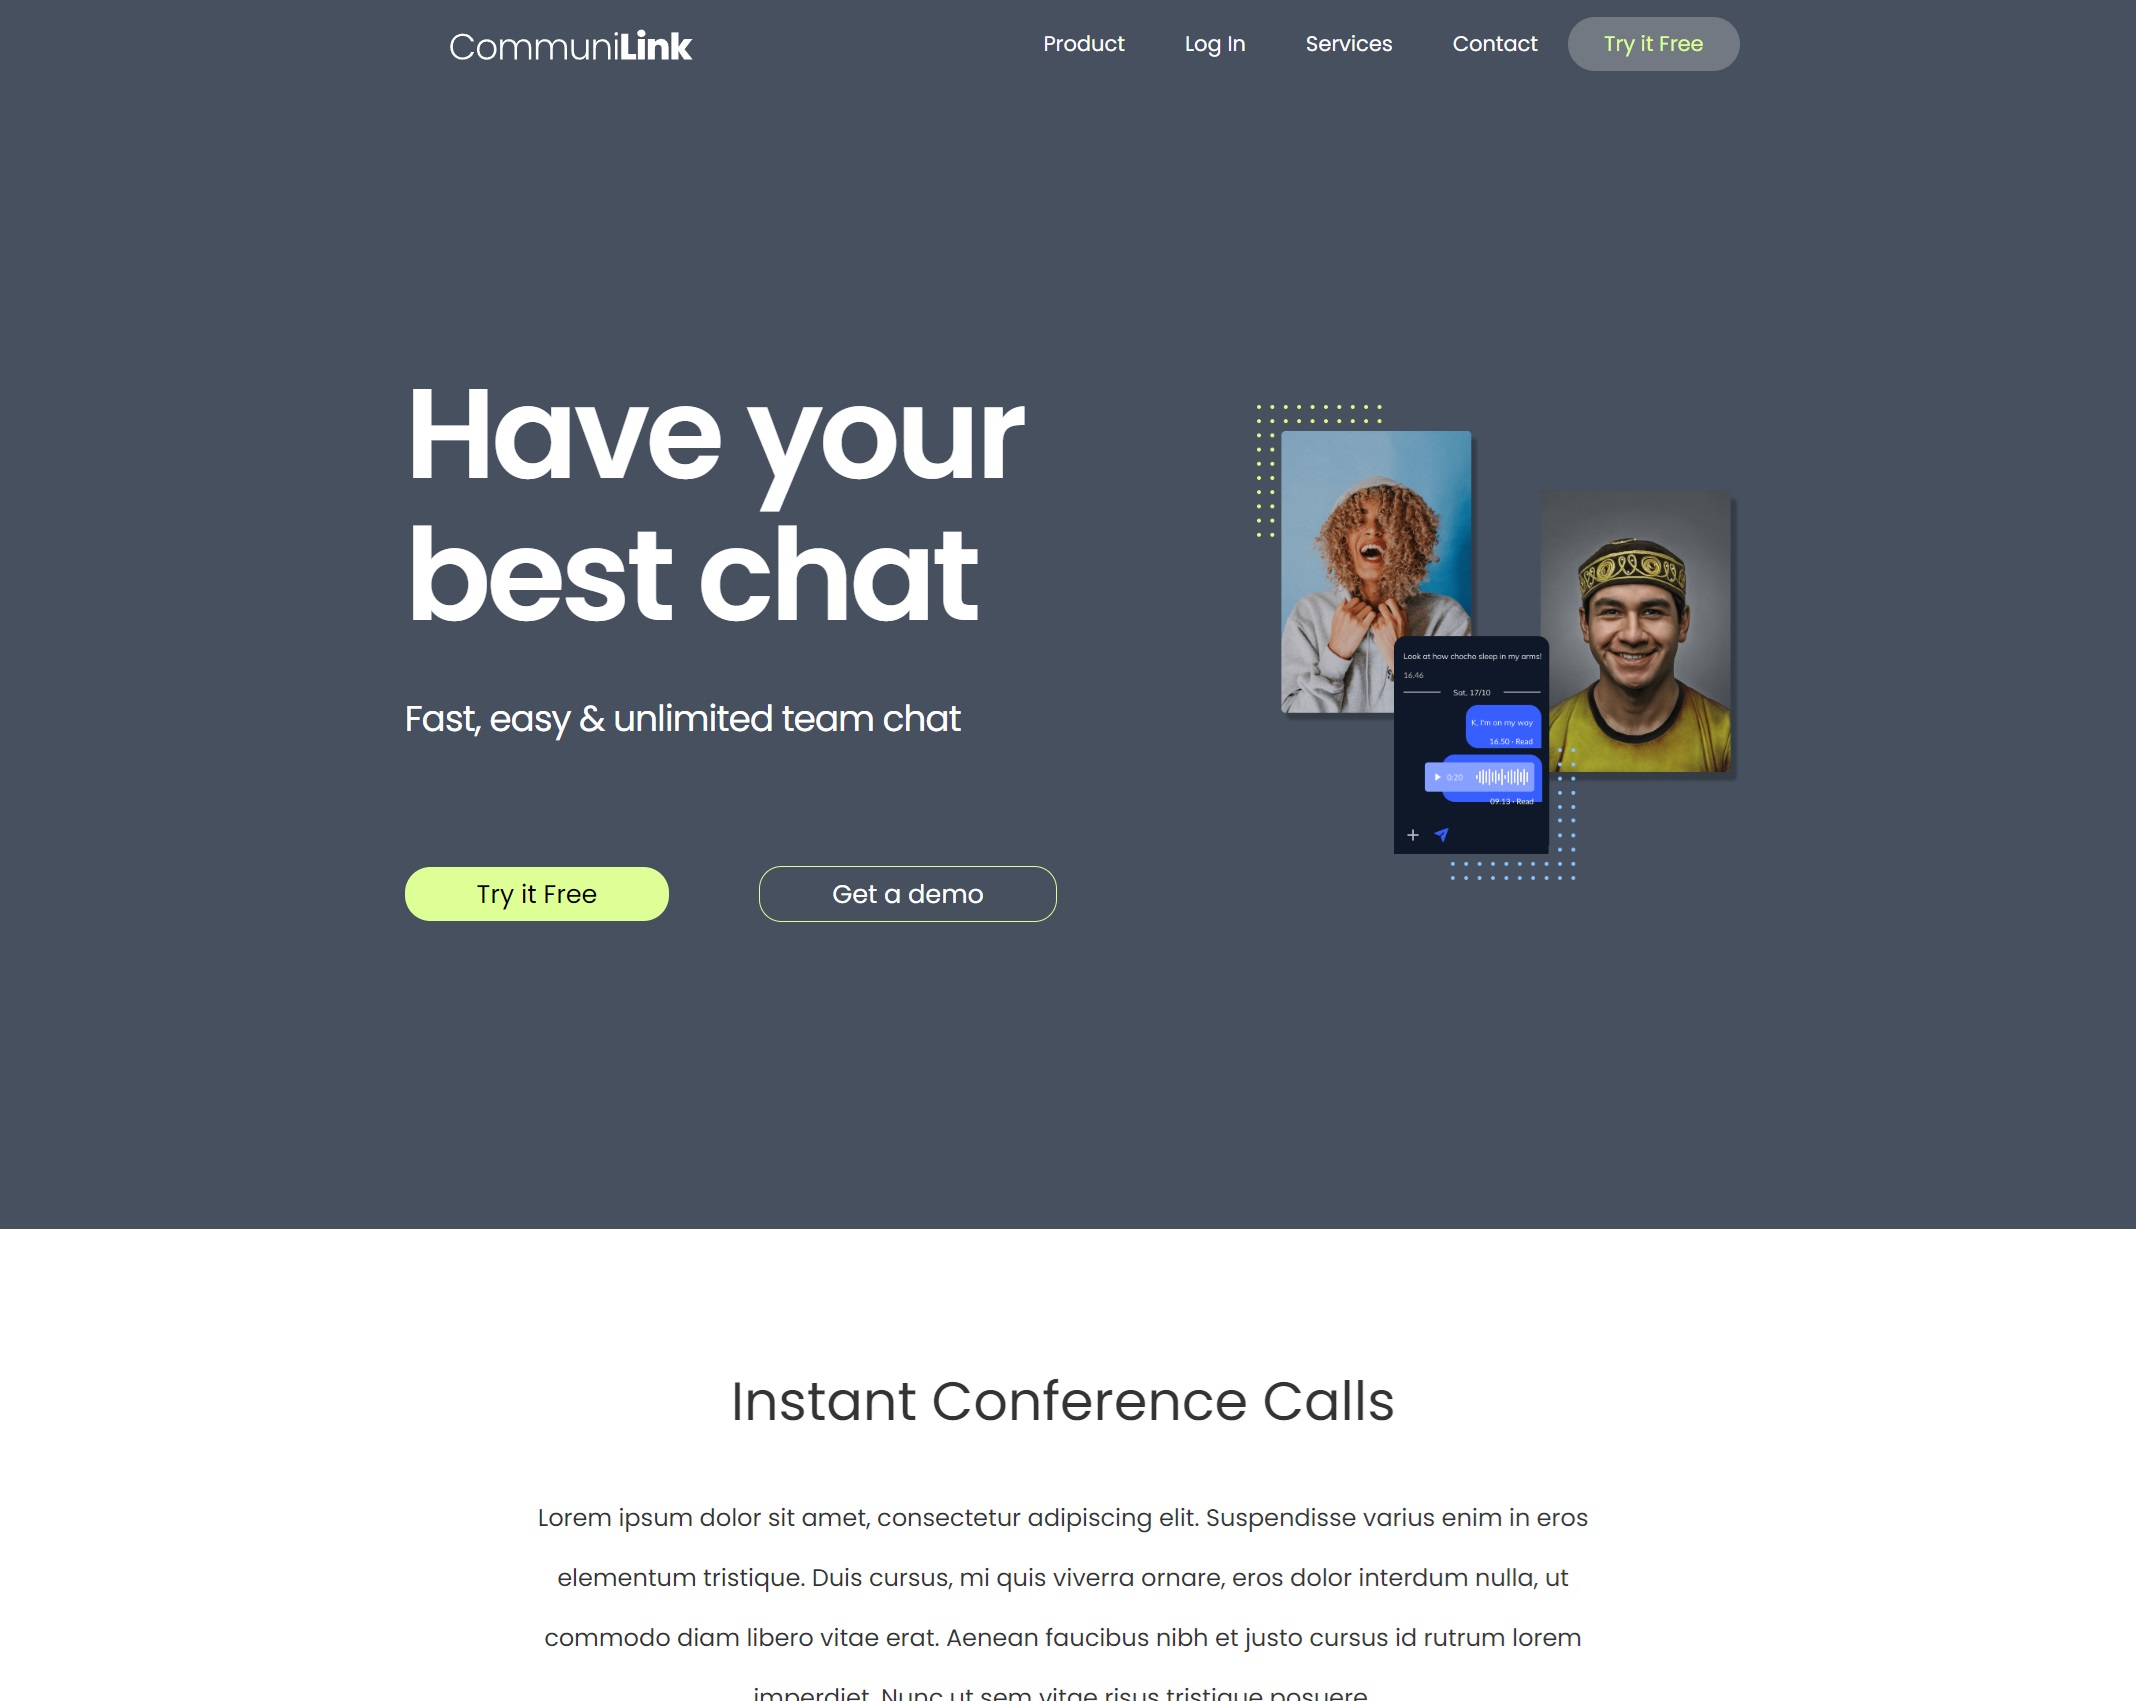 CommuniLink
Product
Log In
Services
Contact
Try it Free
Have your
best chat
Fast, easy & unlimited team chat
Try it Free
Get a demo
Look at how chocho sleep in my arms!
16.46
Sat, 17/10
K, I'm on my way
16.50 · Read
0:20
09.13 · Read
Instant Conference Calls
Lorem ipsum dolor sit amet, consectetur adipiscing elit. Suspendisse varius enim in eros
elementum tristique. Duis cursus, mi quis viverra ornare, eros dolor interdum nulla, ut
commodo diam libero vitae erat. Aenean faucibus nibh et justo cursus id rutrum lorem
imperdiet. Nunc ut sem vitae risus tristique posuere.